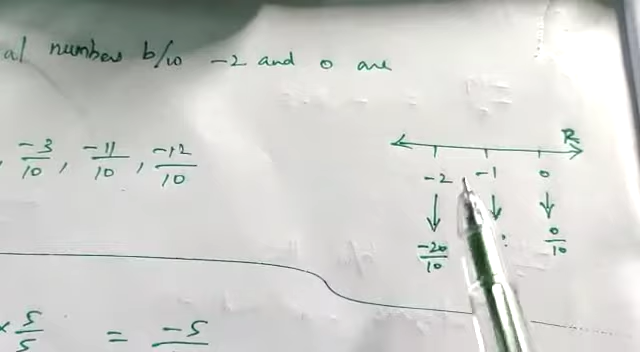 al numbers b/w -2 and 0 are
, -3/10, -11/10, -12/10
R
-2 -1 0
-20/10 : 0/10
× 5/5 = -5